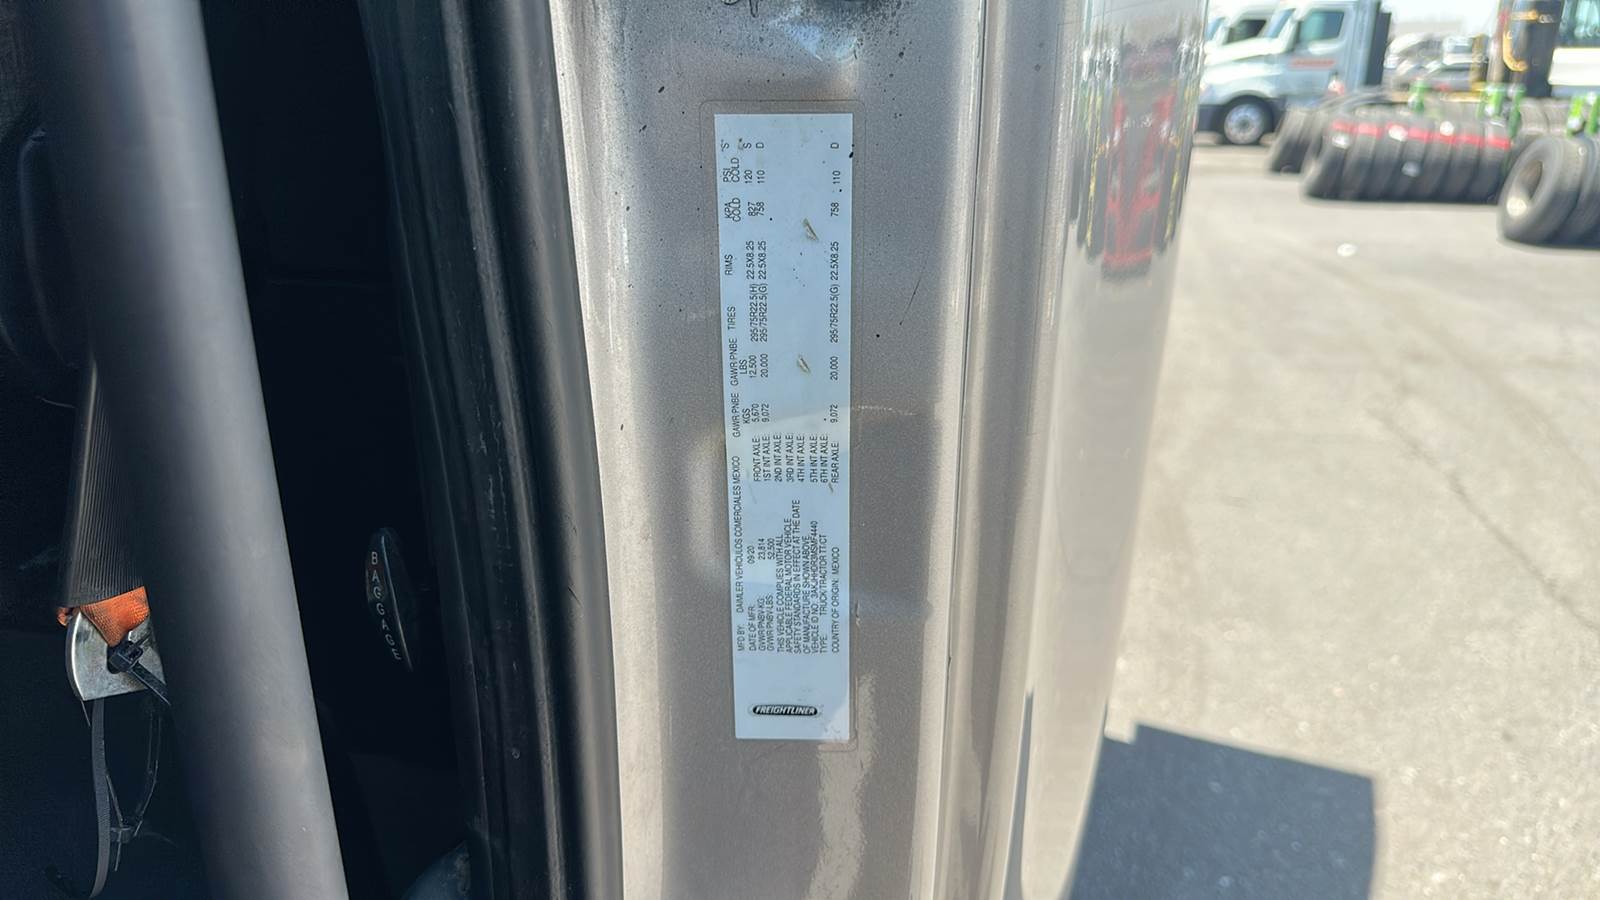 FREIGHTLINER
MFD BY: DAIMLER VEHICULOS COMERCIALES MEXICO
DATE OF MFR: 09/20
GVWR/PNBV-KG: 23,814
GVWR/PNBV-LBS: 52,500
THIS VEHICLE COMPLIES WITH ALL
APPLICABLE FEDERAL MOTOR VEHICLE
SAFETY STANDARDS IN EFFECT AT THE DATE
OF MANUFACTURE SHOWN ABOVE.
VEHICLE ID NO.: 3AKJHHDR3MSMF4440
TYPE: TRUCK/TRACTOR TT/CT
COUNTRY OF ORIGIN: MEXICO
GAWR/PNBE KGS GAWR/PNBE LBS TIRES RIMS KPA COLD PSI COLD "S"
FRONT AXLE: 5,670 12,500 295/75R22.5(H) 22.5X8.25 827 120 S
1ST INT AXLE: 9,072 20,000 295/75R22.5(G) 22.5X8.25 758 110 D
2ND INT AXLE:
3RD INT AXLE:
4TH INT AXLE:
5TH INT AXLE:
6TH INT AXLE:
REAR AXLE: 9,072 20,000 295/75R22.5(G) 22.5X8.25 758 110 D
BAGGAGE